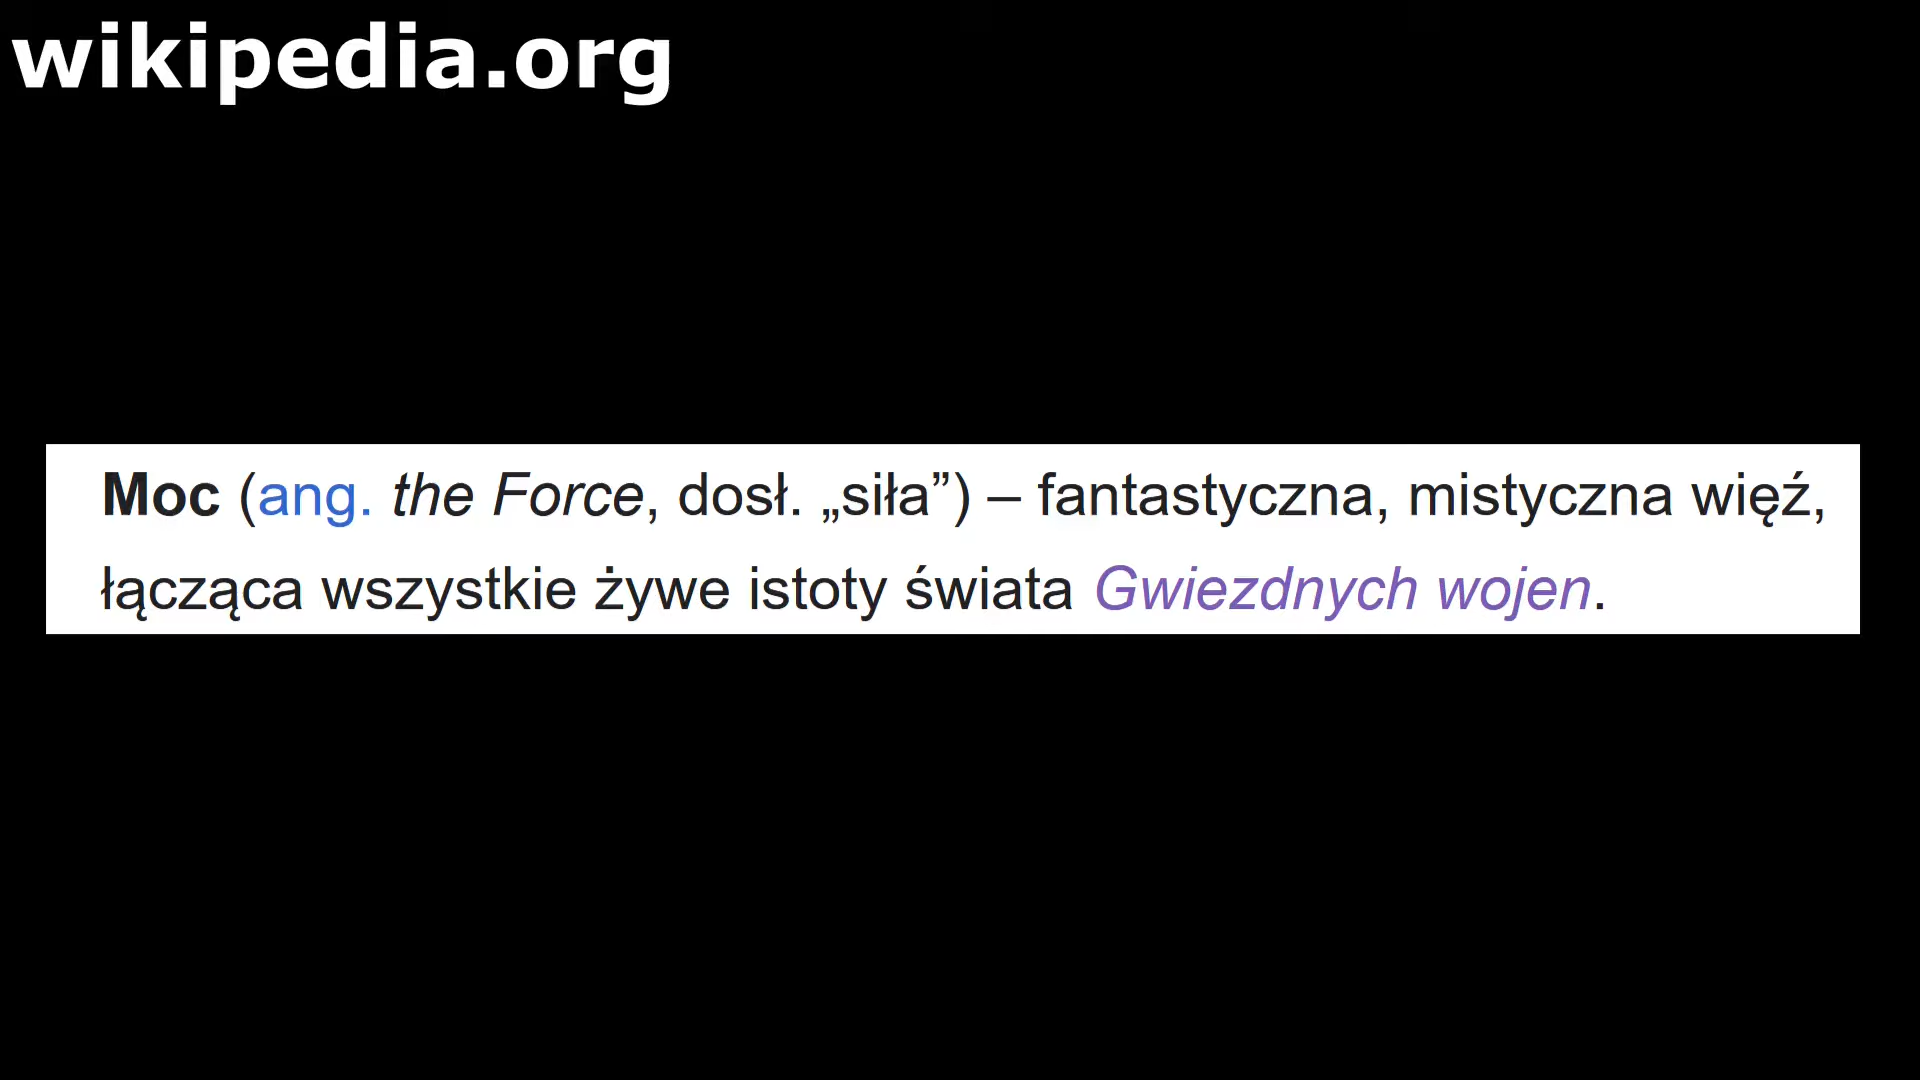 wikipedia.org
Moc (ang. the Force, dosł. „siła”) – fantastyczna, mistyczna więź,
łącząca wszystkie żywe istoty świata Gwiezdnych wojen.